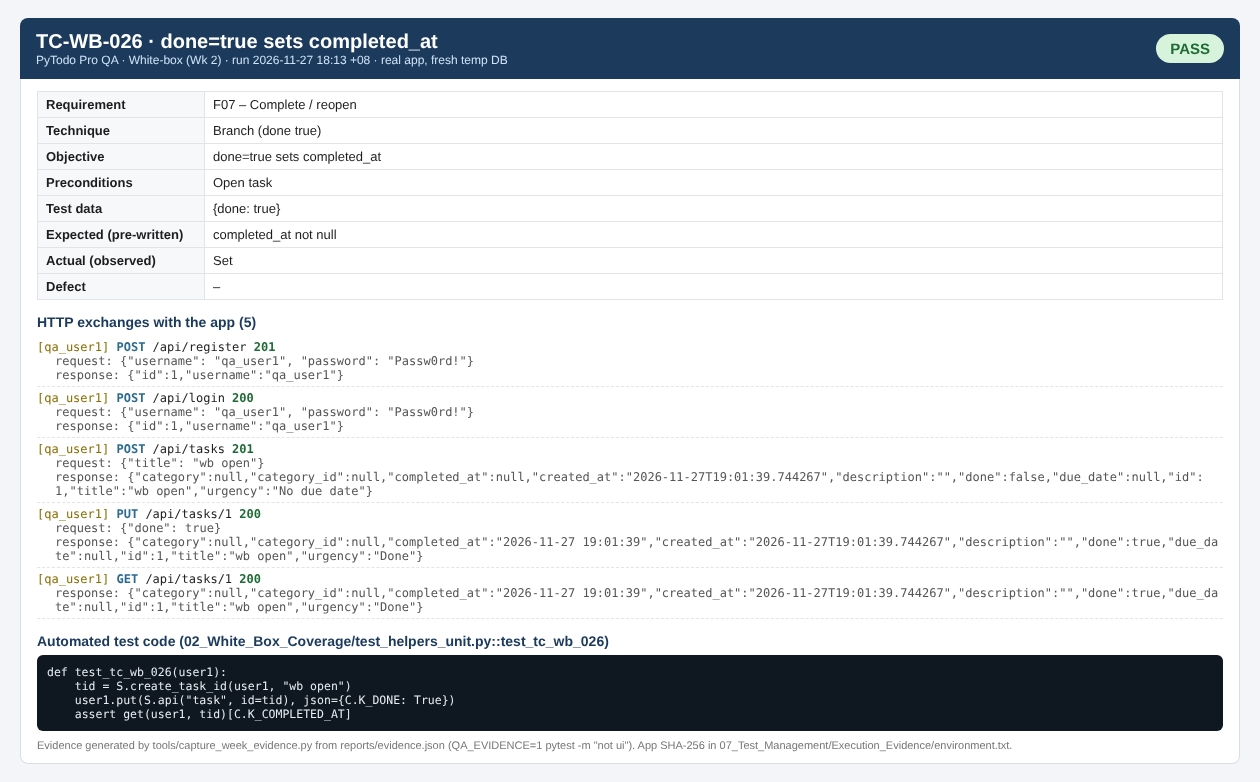 TC-WB-026 · done=true sets completed_at
PyTodo Pro QA · White-box (Wk 2) · run 2026-11-27 18:13 +08 · real app, fresh temp DB
PASS
Requirement F07 – Complete / reopen
Technique Branch (done true)
Objective done=true sets completed_at
Preconditions Open task
Test data {done: true}
Expected (pre-written) completed_at not null
Actual (observed) Set
Defect –
HTTP exchanges with the app (5)
[qa_user1] POST /api/register 201
request: {"username": "qa_user1", "password": "Passw0rd!"}
response: {"id":1,"username":"qa_user1"}
[qa_user1] POST /api/login 200
request: {"username": "qa_user1", "password": "Passw0rd!"}
response: {"id":1,"username":"qa_user1"}
[qa_user1] POST /api/tasks 201
request: {"title": "wb open"}
response: {"category":null,"category_id":null,"completed_at":null,"created_at":"2026-11-27T19:01:39.744267","description":"","done":false,"due_date":null,"id":
1,"title":"wb open","urgency":"No due date"}
[qa_user1] PUT /api/tasks/1 200
request: {"done": true}
response: {"category":null,"category_id":null,"completed_at":"2026-11-27 19:01:39","created_at":"2026-11-27T19:01:39.744267","description":"","done":true,"due_da
te":null,"id":1,"title":"wb open","urgency":"Done"}
[qa_user1] GET /api/tasks/1 200
response: {"category":null,"category_id":null,"completed_at":"2026-11-27 19:01:39","created_at":"2026-11-27T19:01:39.744267","description":"","done":true,"due_da
te":null,"id":1,"title":"wb open","urgency":"Done"}
Automated test code (02_White_Box_Coverage/test_helpers_unit.py::test_tc_wb_026)
def test_tc_wb_026(user1):
    tid = S.create_task_id(user1, "wb open")
    user1.put(S.api("task", id=tid), json={C.K_DONE: True})
    assert get(user1, tid)[C.K_COMPLETED_AT]
Evidence generated by tools/capture_week_evidence.py from reports/evidence.json (QA_EVIDENCE=1 pytest -m "not ui"). App SHA-256 in 07_Test_Management/Execution_Evidence/environment.txt.